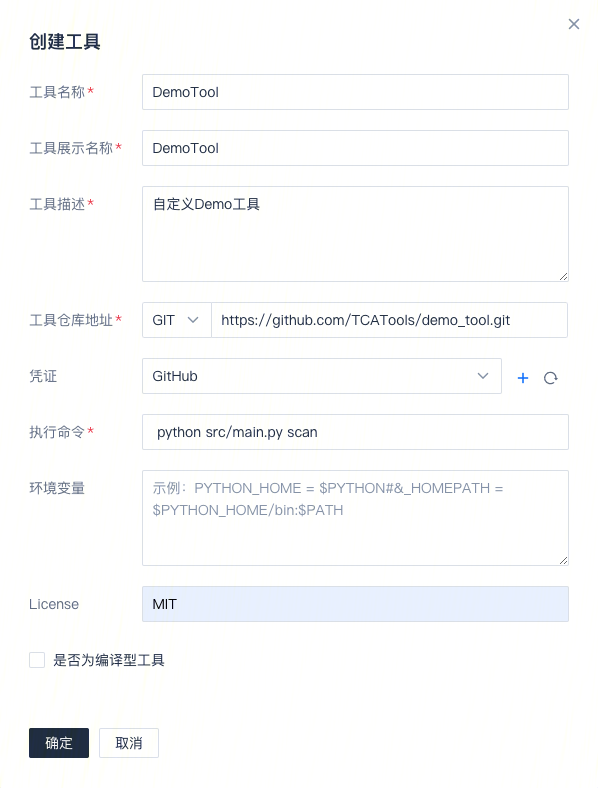 创建工具
工具名称* DemoTool
工具展示名称* DemoTool
工具描述* 自定义Demo工具
工具仓库地址* GIT https://github.com/TCATools/demo_tool.git
凭证 GitHub
执行命令* python src/main.py scan
环境变量 示例：PYTHON_HOME = $PYTHON#&_HOMEPATH =
$PYTHON_HOME/bin:$PATH
License MIT
是否为编译型工具
确定 取消